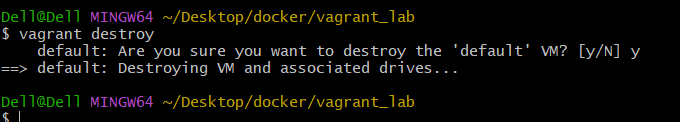 Dell@Dell MINGW64 ~/Desktop/docker/vagrant_lab
$ vagrant destroy
    default: Are you sure you want to destroy the 'default' VM? [y/N] y
==> default: Destroying VM and associated drives...

Dell@Dell MINGW64 ~/Desktop/docker/vagrant_lab
$